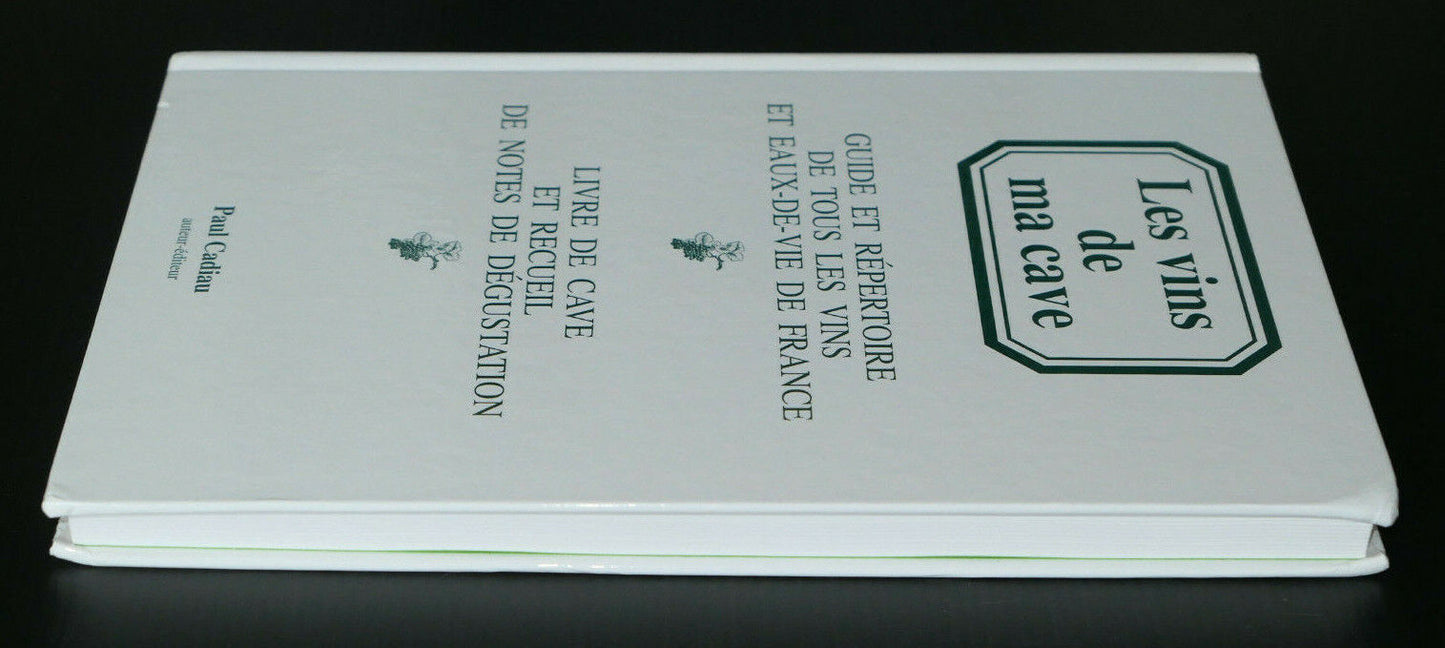 Les vins
de
ma cave
GUIDE ET RÉPERTOIRE
DE TOUS LES VINS
ET EAUX-DE-VIE DE FRANCE
LIVRE DE CAVE
ET RECUEIL
DE NOTES DE DÉGUSTATION
Paul Cadiau
auteur-éditeur